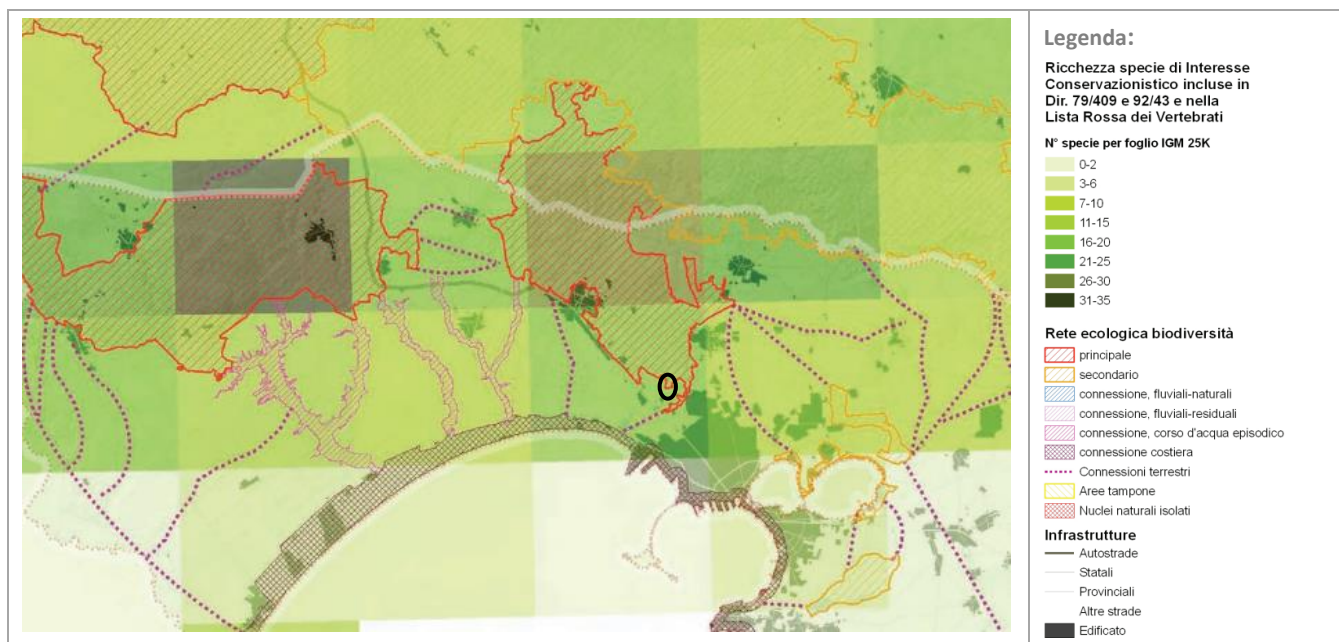 Legenda:
Ricchezza specie di Interesse
Conservazionistico incluse in
Dir. 79/409 e 92/43 e nella
Lista Rossa dei Vertebrati
N° specie per foglio IGM 25K
0-2
3-6
7-10
11-15
16-20
21-25
26-30
31-35
Rete ecologica biodiversità
principale
secondario
connessione, fluviali-naturali
connessione, fluviali-residuali
connessione, corso d'acqua episodico
connessione costiera
Connessioni terrestri
Aree tampone
Nuclei naturali isolati
Infrastrutture
Autostrade
Statali
Provinciali
Altre strade
Edificato